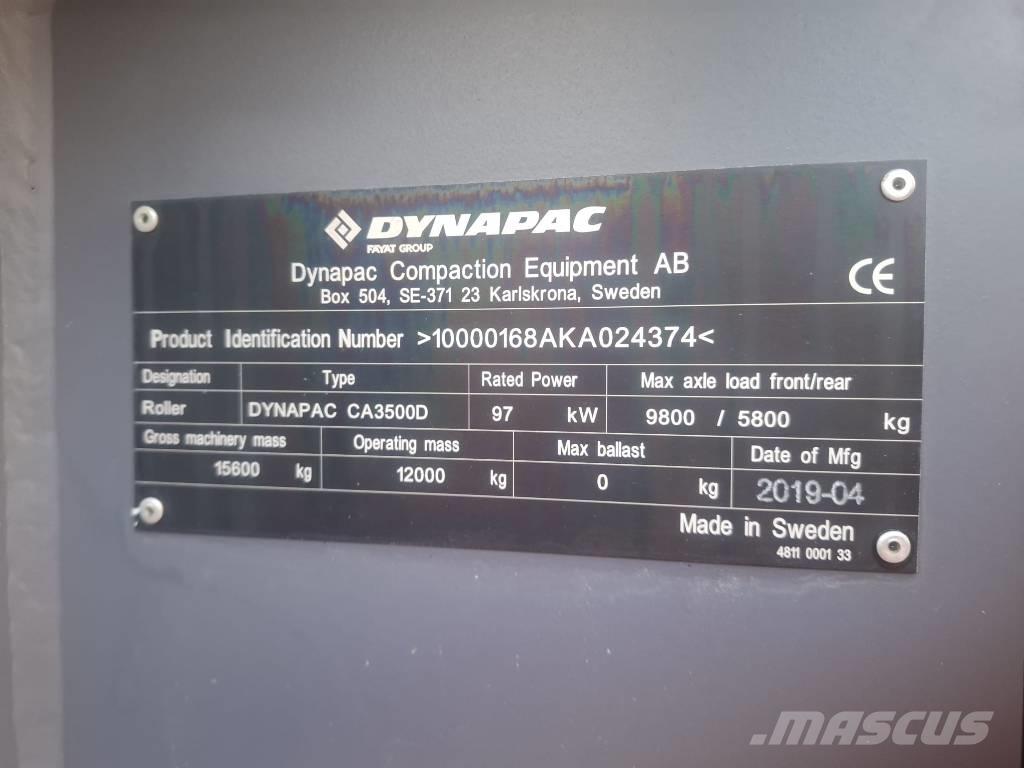 DYNAPAC
FAYAT GROUP
Dynapac Compaction Equipment AB
Box 504, SE-371 23 Karlskrona, Sweden
CE
Product Identification Number >10000168AKA024374<
Designation Type Rated Power Max axle load front/rear
Roller DYNAPAC CA3500D 97 kW 9800 / 5800 kg
Gross machinery mass Operating mass Max ballast Date of Mfg
15600 kg 12000 kg 0 kg 2019-04
Made in Sweden
4811 0001 33
MASCUS